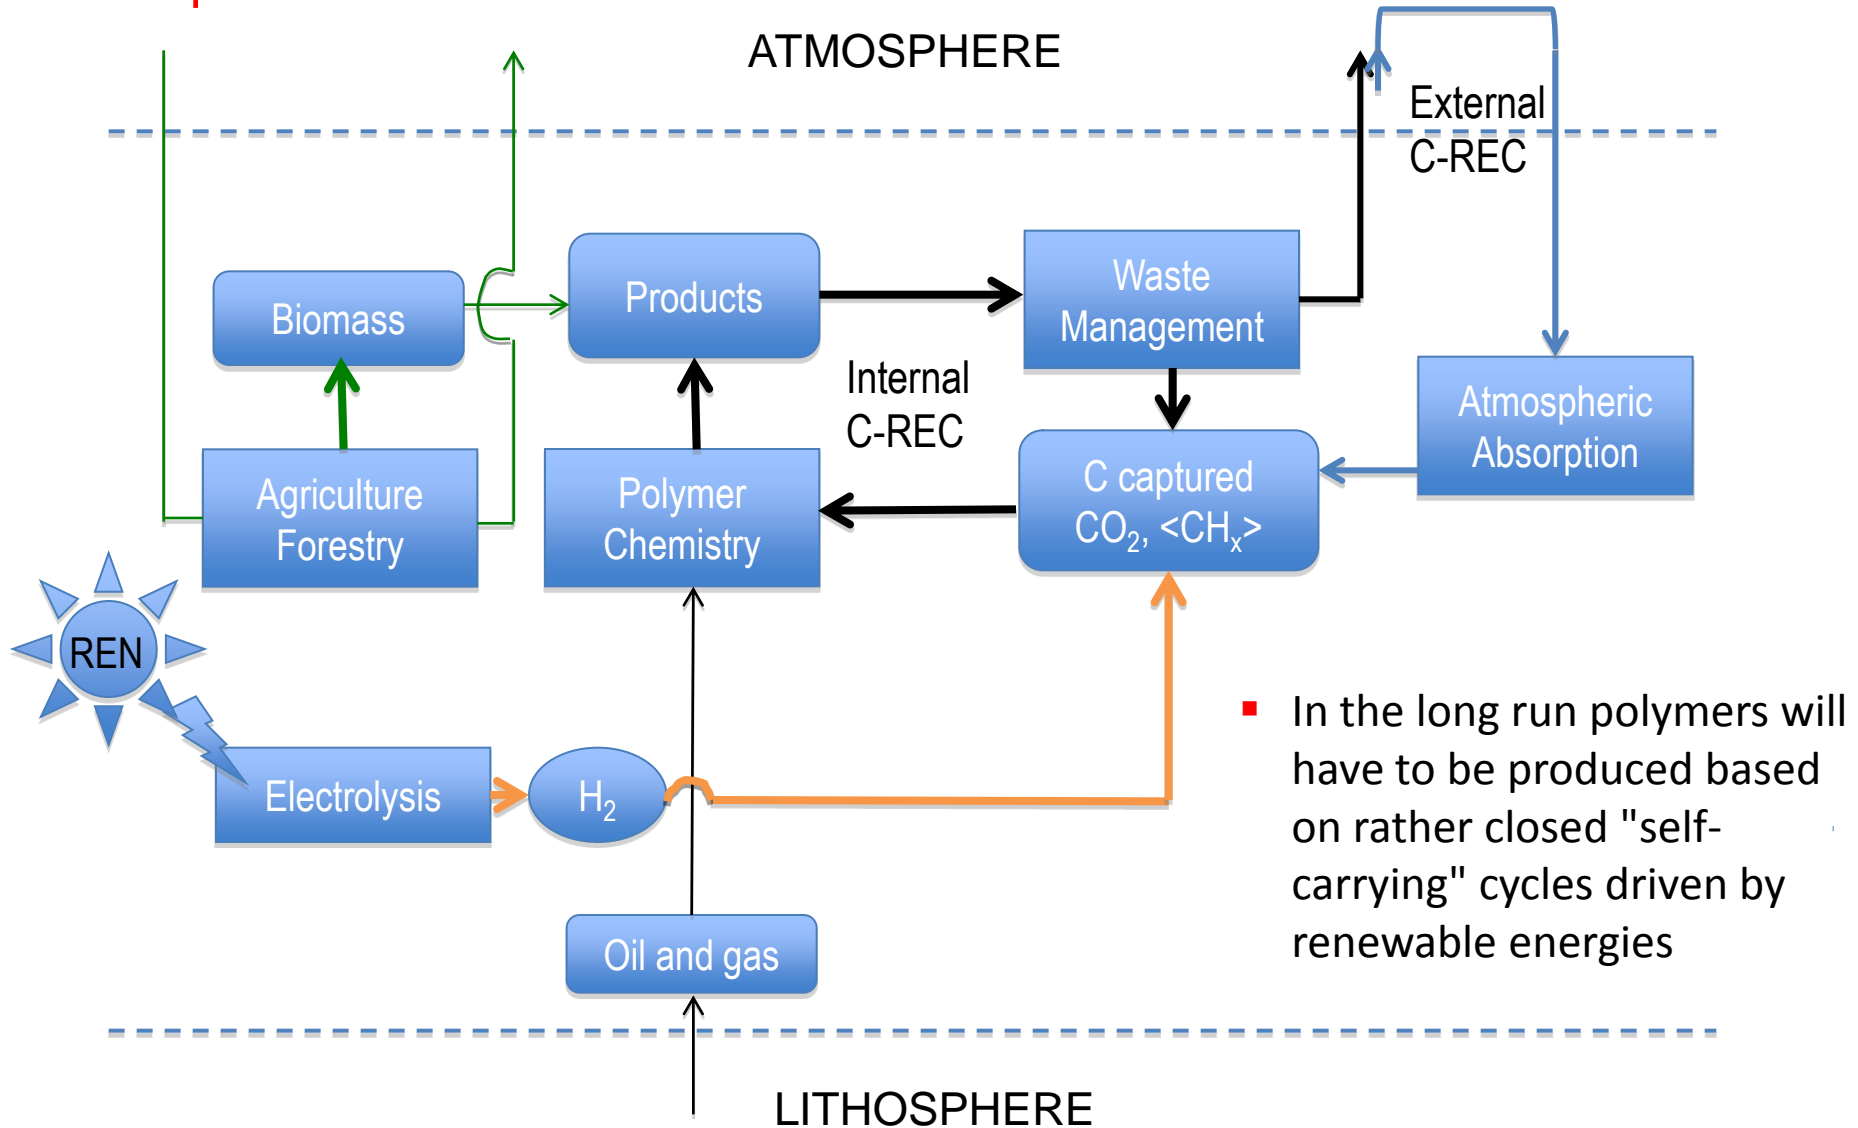 ATMOSPHERE
External
C-REC
Biomass
Products
Waste
Management
Internal
C-REC
Atmospheric
Absorption
Agriculture
Forestry
Polymer
Chemistry
C captured
CO₂, <CHₓ>
REN
Electrolysis
H₂
▪ In the long run polymers will
have to be produced based
on rather closed "self-
carrying" cycles driven by
renewable energies
Oil and gas
LITHOSPHERE